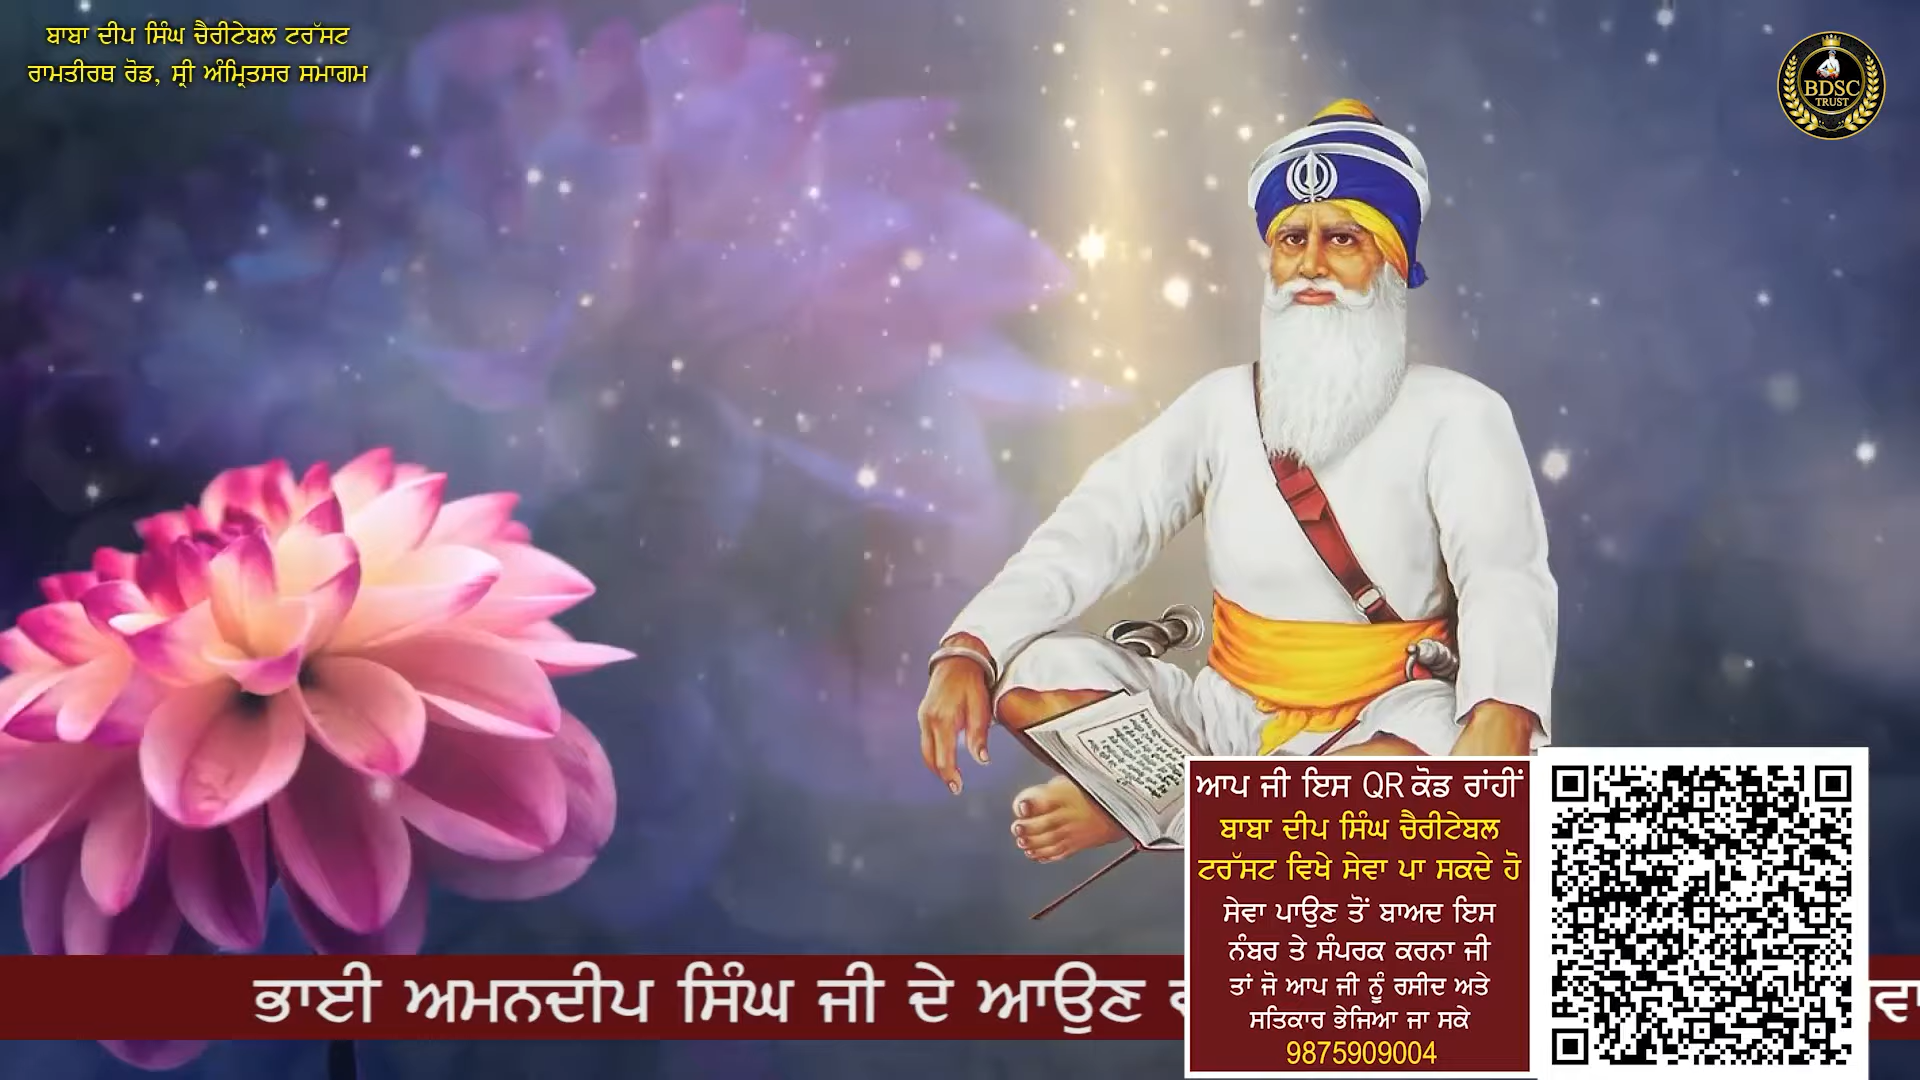 ਬਾਬਾ ਦੀਪ ਸਿੰਘ ਚੈਰੀਟੇਬਲ ਟਰੱਸਟ
ਰਾਮਤੀਰਥ ਰੋਡ, ਸ੍ਰੀ ਅੰਮ੍ਰਿਤਸਰ ਸਮਾਗਮ
BDSC
TRUST
ਆਪ ਜੀ ਇਸ QR ਕੋਡ ਰਾਂਹੀਂ
ਬਾਬਾ ਦੀਪ ਸਿੰਘ ਚੈਰੀਟੇਬਲ
ਟਰੱਸਟ ਵਿਖੇ ਸੇਵਾ ਪਾ ਸਕਦੇ ਹੋ
ਸੇਵਾ ਪਾਉਣ ਤੋਂ ਬਾਅਦ ਇਸ
ਨੰਬਰ ਤੇ ਸੰਪਰਕ ਕਰਨਾ ਜੀ
ਤਾਂ ਜੋ ਆਪ ਜੀ ਨੂੰ ਰਸੀਦ ਅਤੇ
ਸਤਿਕਾਰ ਭੇਜਿਆ ਜਾ ਸਕੇ
9875909004
ਭਾਈ ਅਮਨਦੀਪ ਸਿੰਘ ਜੀ ਦੇ ਆਉਣ